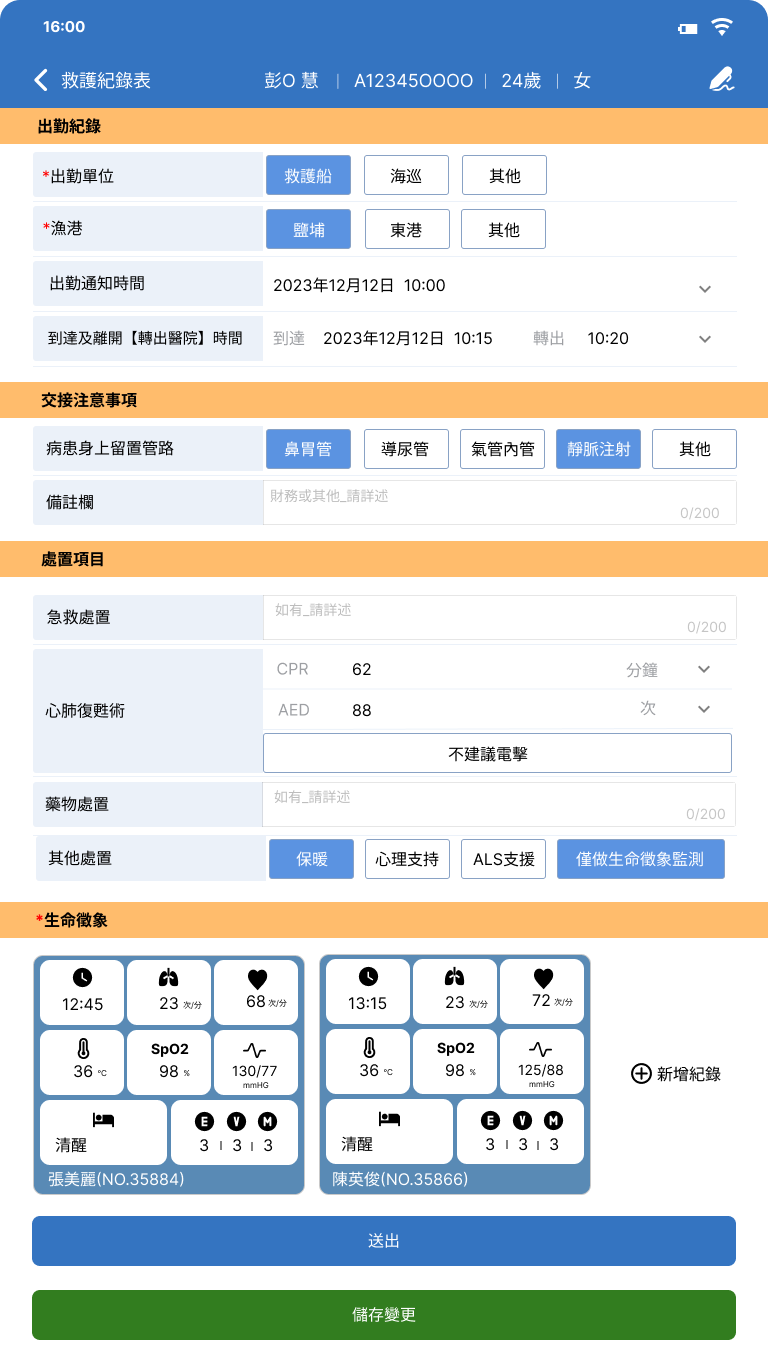 16:00
救護紀錄表 彭O 慧 | A12345OOOO | 24歲 | 女
出勤紀錄
*出勤單位 救護船 海巡 其他
*漁港 鹽埔 東港 其他
出勤通知時間 2023年12月12日 10:00
到達及離開【轉出醫院】時間 到達 2023年12月12日 10:15 轉出 10:20
交接注意事項
病患身上留置管路 鼻胃管 導尿管 氣管內管 靜脈注射 其他
備註欄 財務或其他_請詳述
0/200
處置項目
急救處置 如有_請詳述
0/200
心肺復甦術
CPR 62 分鐘
AED 88 次
不建議電擊
藥物處置 如有_請詳述
0/200
其他處置 保暖 心理支持 ALS支援 僅做生命徵象監測
*生命徵象
12:45 23 次/分 68 次/分
36 °C SpO2 98 % 130/77 mmHG
清醒 E V M
3 | 3 | 3
張美麗(NO.35884)
13:15 23 次/分 72 次/分
36 °C SpO2 98 % 125/88 mmHG
清醒 E V M
3 | 3 | 3
陳英俊(NO.35866)
新增紀錄
送出
儲存變更